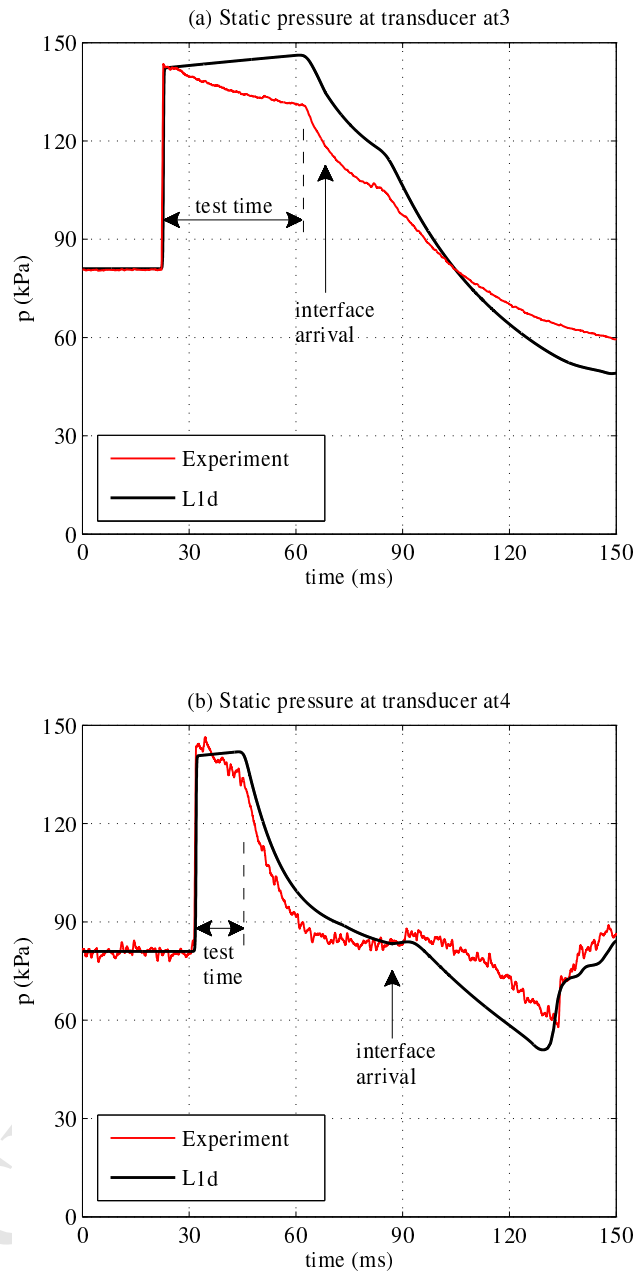 (a) Static pressure at transducer at3
150
120
90
60
30
0
p (kPa)
test time
interface
arrival
Experiment
L1d
0 30 60 90 120 150
time (ms)
(b) Static pressure at transducer at4
150
120
90
60
30
0
p (kPa)
test
time
interface
arrival
Experiment
L1d
0 30 60 90 120 150
time (ms)